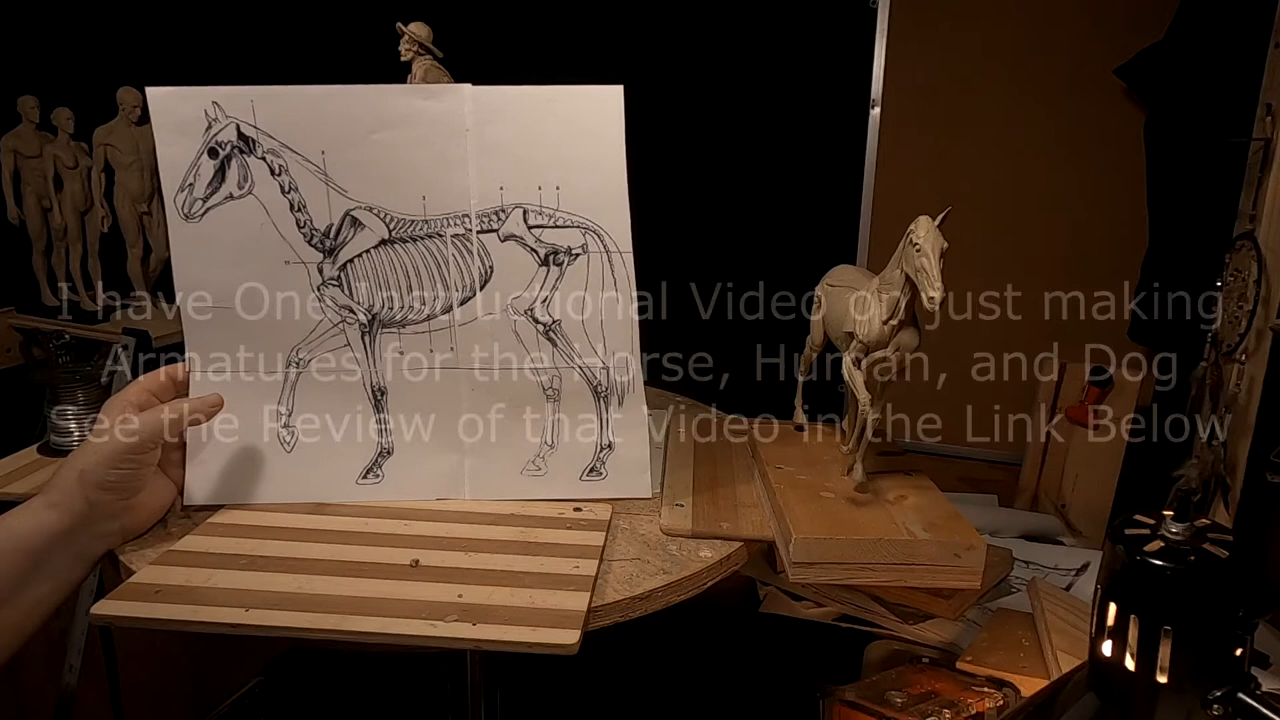 I have One Instructional Video on just making
Armatures for the Horse, Human, and Dog
See the Review of that Video in the Link Below